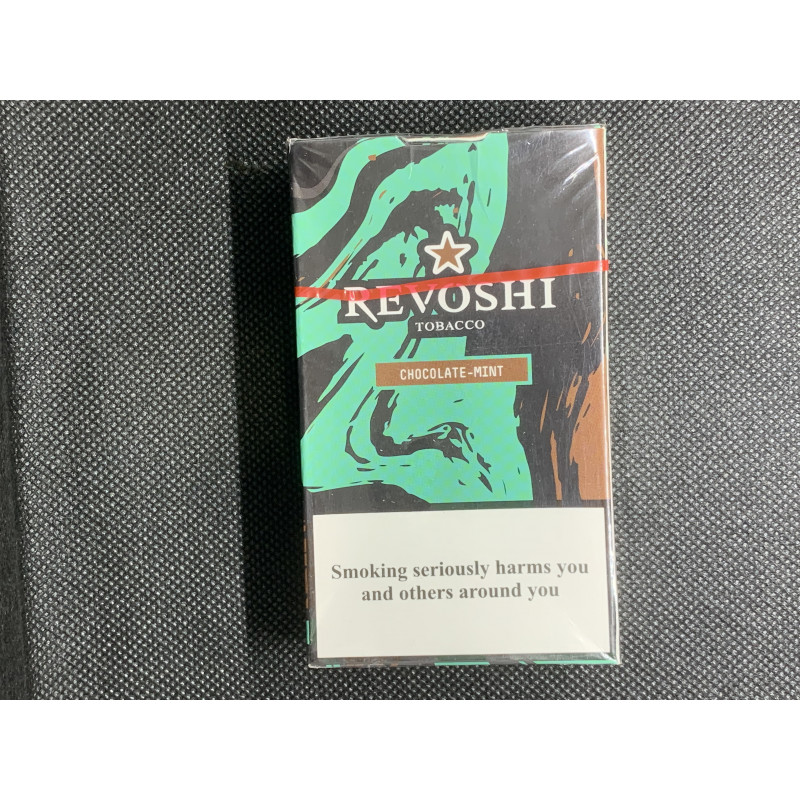 REVOSHI
TOBACCO
CHOCOLATE-MINT
Smoking seriously harms you
and others around you